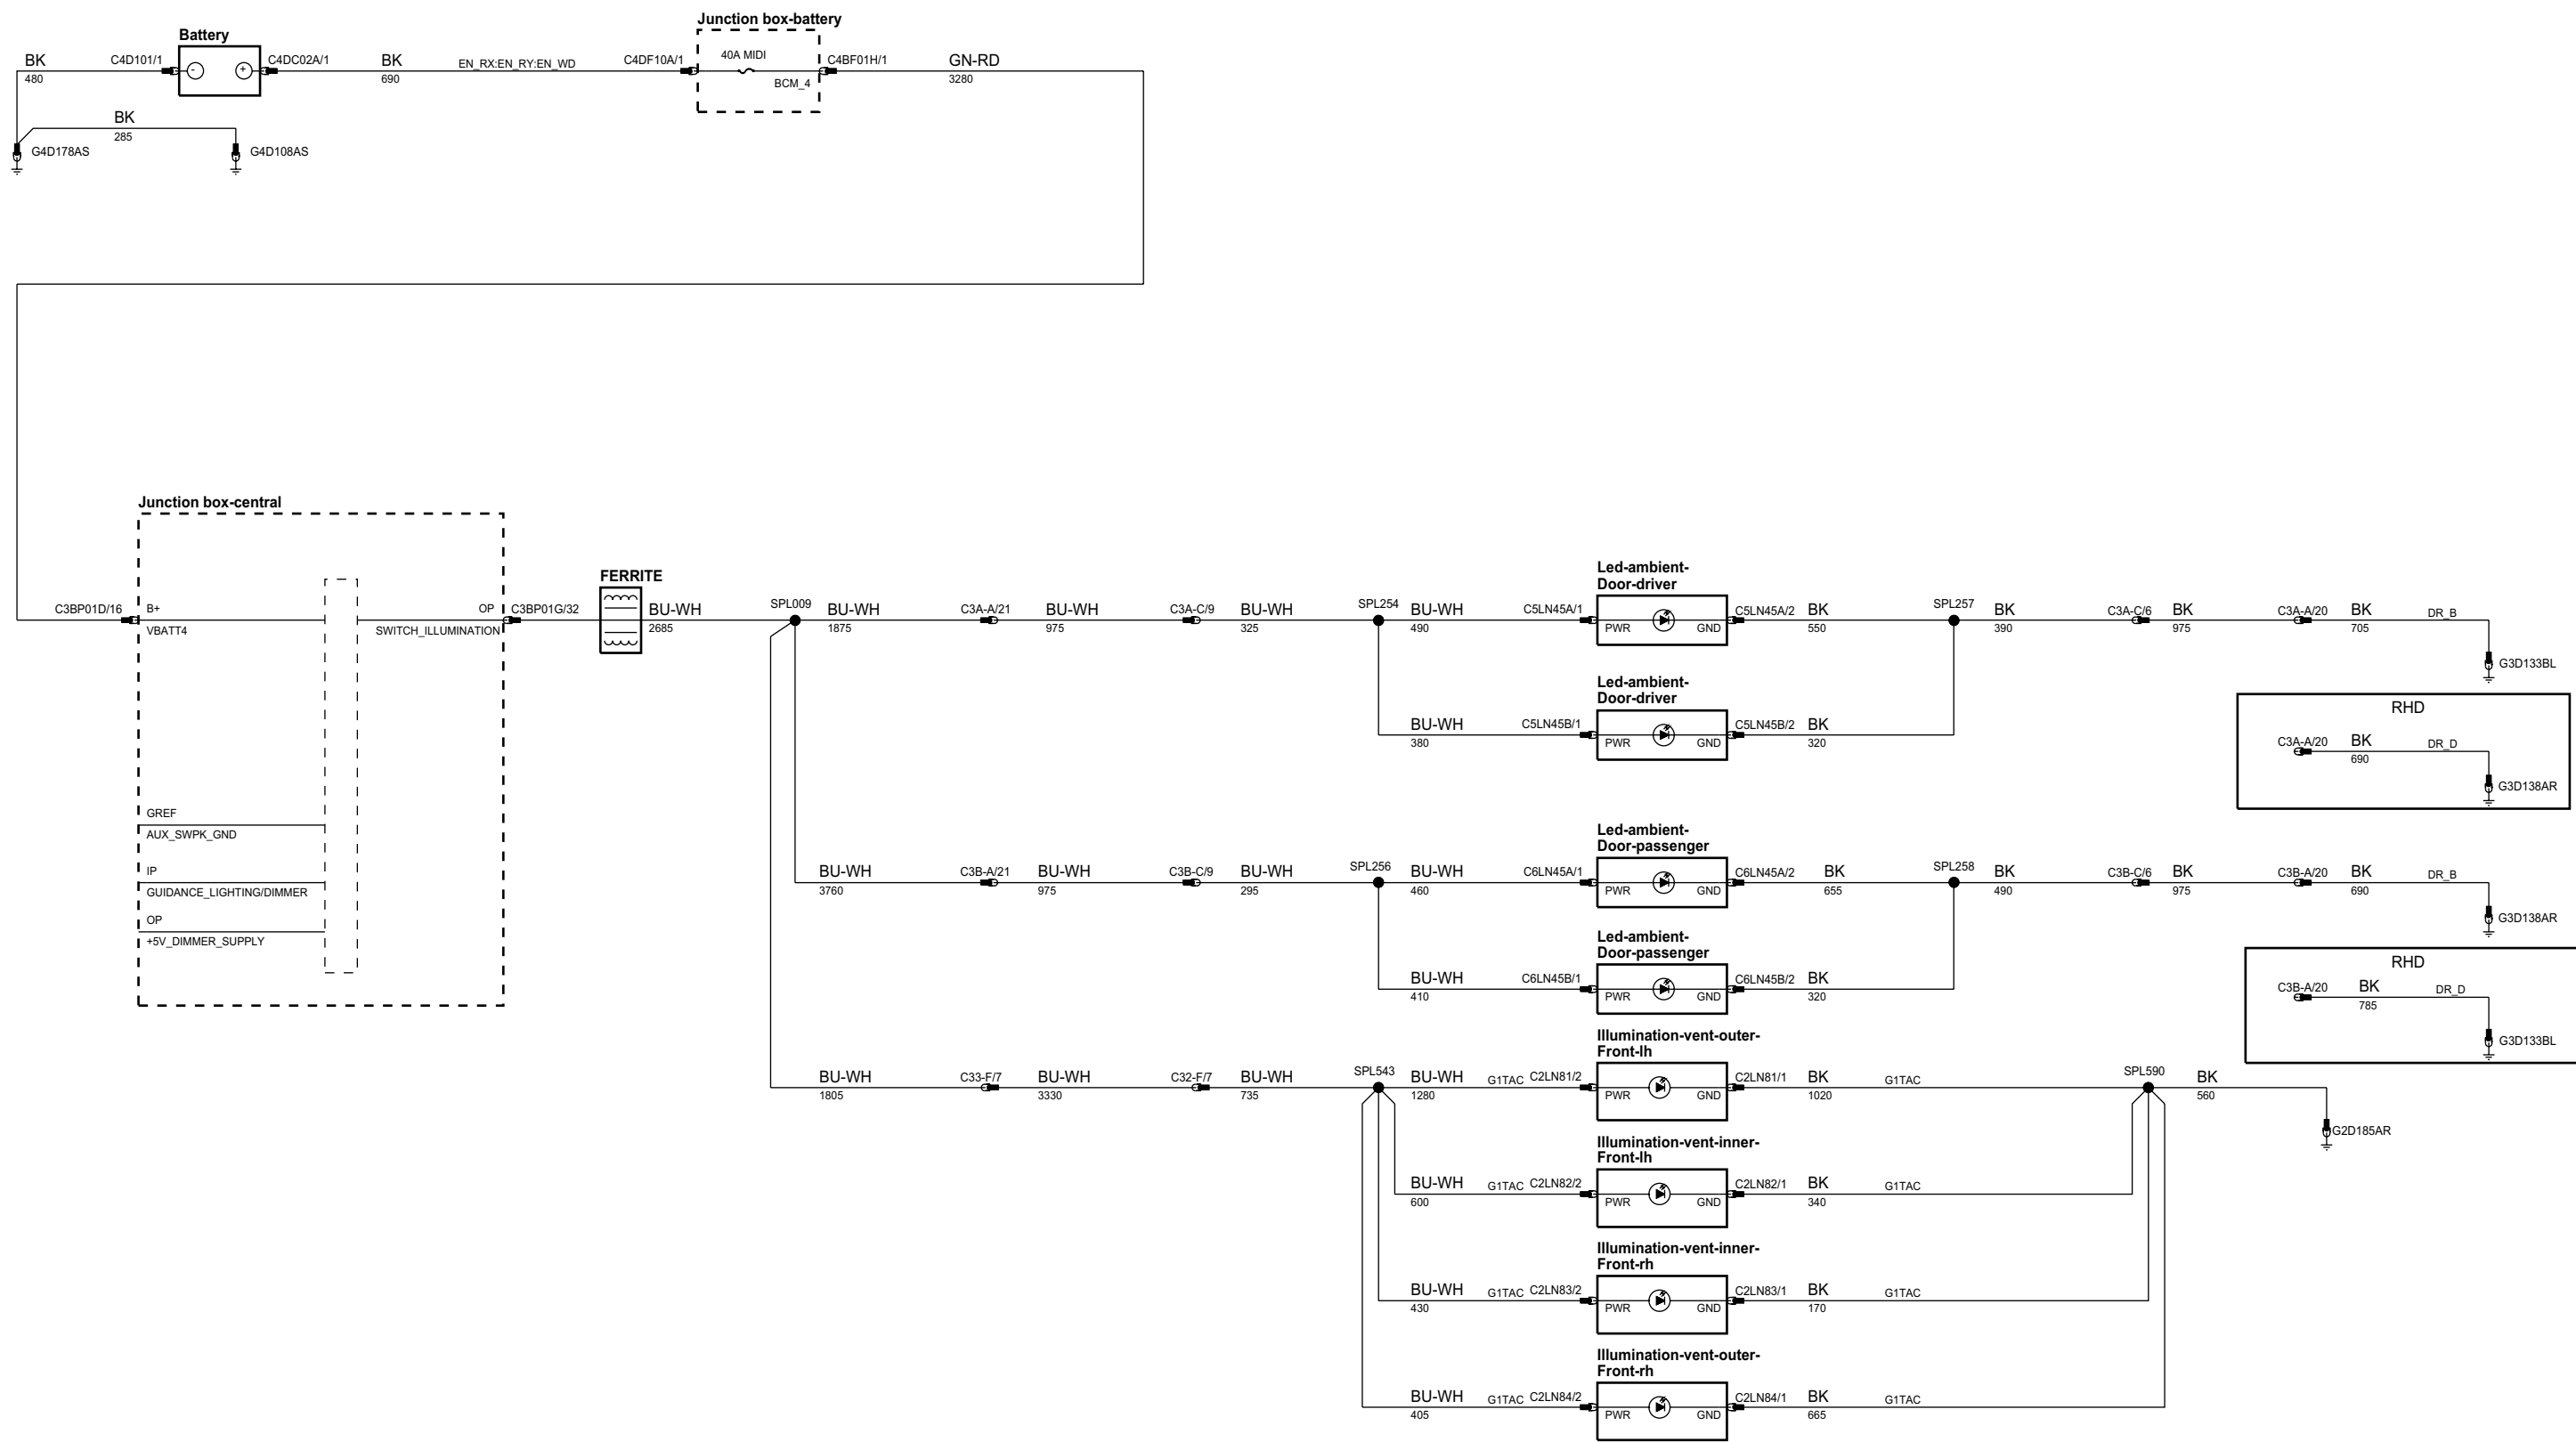 Junction box-battery
Battery
BK
480
C4D101/1
-
+
C4DC02A/1
BK
690
EN_RX:EN_RY:EN_WD
C4DF10A/1
40A MIDI
BCM_4
C4BF01H/1
GN-RD
3280
BK
285
G4D178AS
G4D108AS
Junction box-central
C3BP01D/16
B+
VBATT4
OP
SWITCH_ILLUMINATION
C3BP01G/32
GREF
AUX_SWPK_GND
IP
GUIDANCE_LIGHTING/DIMMER
OP
+5V_DIMMER_SUPPLY
FERRITE
BU-WH
2685
SPL009
BU-WH
1875
C3A-A/21
BU-WH
975
C3A-C/9
BU-WH
325
SPL254
BU-WH
490
C5LN45A/1
Led-ambient-
Door-driver
PWR
GND
C5LN45A/2
BK
550
SPL257
BK
390
C3A-C/6
BK
975
C3A-A/20
BK
705
DR_B
G3D133BL
BU-WH
380
C5LN45B/1
Led-ambient-
Door-driver
PWR
GND
C5LN45B/2
BK
320
RHD
C3A-A/20
BK
690
DR_D
G3D138AR
BU-WH
3760
C3B-A/21
BU-WH
975
C3B-C/9
BU-WH
295
SPL256
BU-WH
460
C6LN45A/1
Led-ambient-
Door-passenger
PWR
GND
C6LN45A/2
BK
655
SPL258
BK
490
C3B-C/6
BK
975
C3B-A/20
BK
690
DR_B
G3D138AR
BU-WH
410
C6LN45B/1
Led-ambient-
Door-passenger
PWR
GND
C6LN45B/2
BK
320
RHD
C3B-A/20
BK
785
DR_D
G3D133BL
BU-WH
1805
C33-F/7
BU-WH
3330
C32-F/7
BU-WH
735
SPL543
BU-WH
1280
G1TAC
C2LN81/2
Illumination-vent-outer-
Front-lh
PWR
GND
C2LN81/1
BK
1020
G1TAC
SPL590
BK
560
G2D185AR
BU-WH
600
G1TAC
C2LN82/2
Illumination-vent-inner-
Front-lh
PWR
GND
C2LN82/1
BK
340
G1TAC
BU-WH
430
G1TAC
C2LN83/2
Illumination-vent-inner-
Front-rh
PWR
GND
C2LN83/1
BK
170
G1TAC
BU-WH
405
G1TAC
C2LN84/2
Illumination-vent-outer-
Front-rh
PWR
GND
C2LN84/1
BK
665
G1TAC